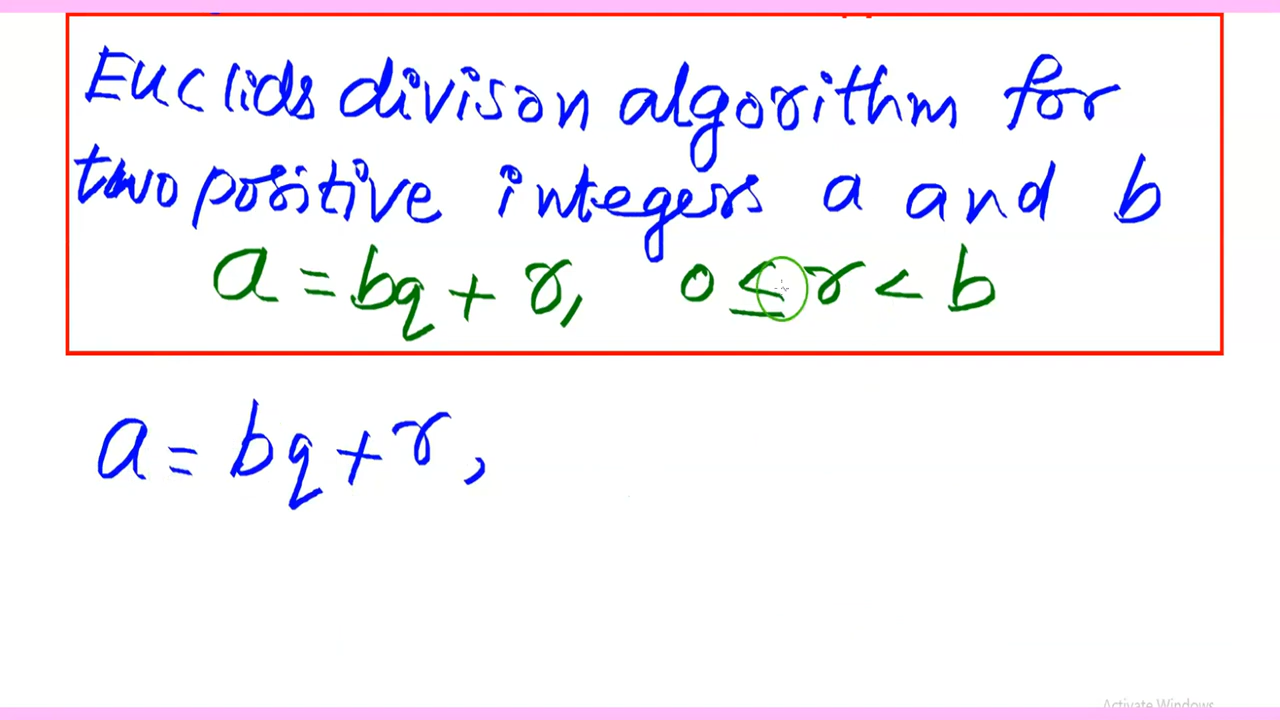 Euclids divison algorithm for
two positive integers a and b
a = bq + r, 0 ≤ r < b
a = bq + r,
Activate Windows